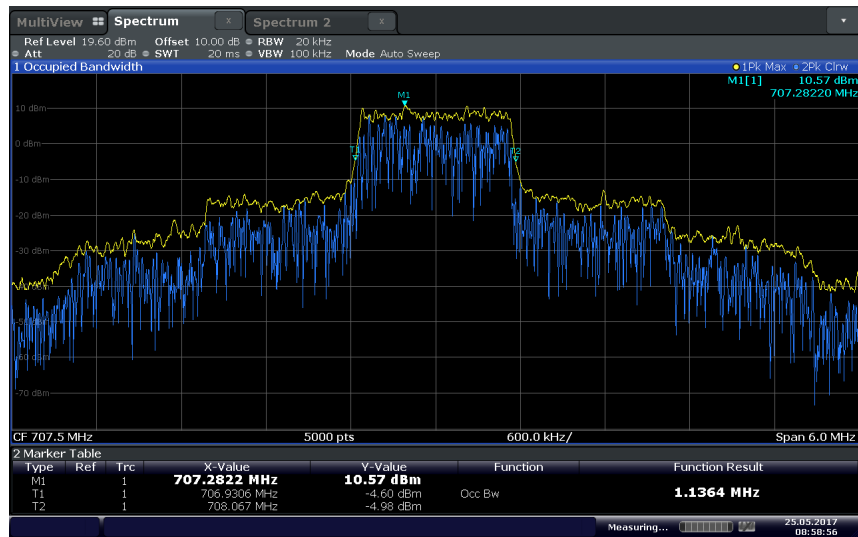 MultiView Spectrum x Spectrum 2 x
Ref Level 19.60 dBm Offset 10.00 dB RBW 20 kHz
Att 20 dB SWT 20 ms VBW 100 kHz Mode Auto Sweep
1 Occupied Bandwidth 1Pk Max 2Pk Clrw
M1[1] 10.57 dBm
707.28220 MHz
M1
10 dBm
0 dBm
T1 T2
-10 dBm
-20 dBm
-30 dBm
-60 dBm
-70 dBm
CF 707.5 MHz 5000 pts 600.0 kHz/ Span 6.0 MHz
2 Marker Table
Type Ref Trc X-Value Y-Value Function Function Result
M1 1 707.2822 MHz 10.57 dBm
T1 1 706.9306 MHz -4.60 dBm Occ Bw 1.1364 MHz
T2 1 708.067 MHz -4.98 dBm
Measuring... 25.05.2017
08:58:56